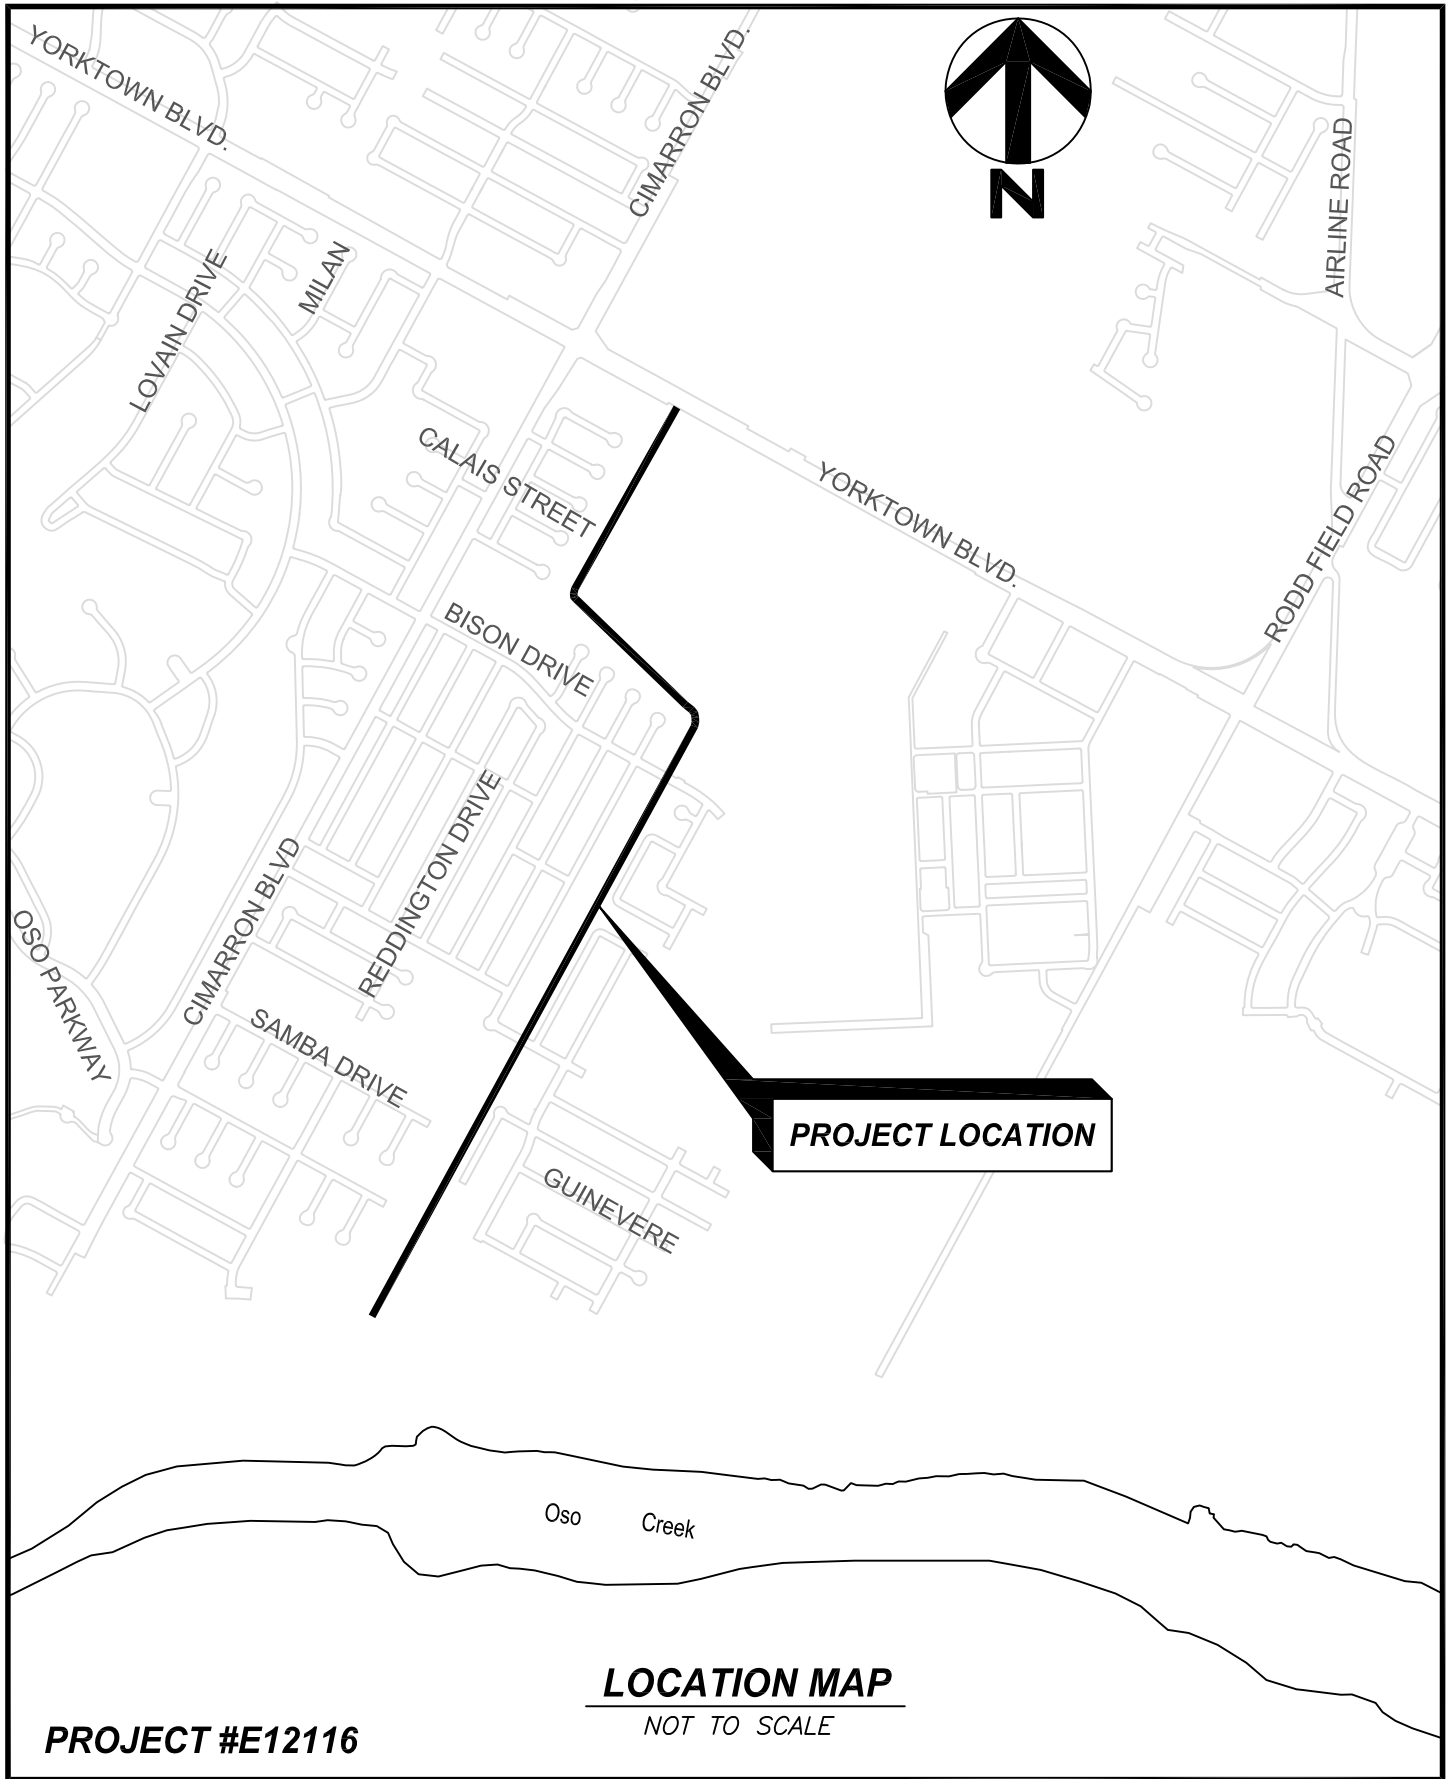 YORKTOWN BLVD.
CIMARRON BLVD.
N
AIRLINE ROAD
LOVAIN DRIVE
MILAN
CALAIS STREET
YORKTOWN BLVD.
RODD FIELD ROAD
BISON DRIVE
REDDINGTON DRIVE
CIMARRON BLVD
OSO PARKWAY
SAMBA DRIVE
PROJECT LOCATION
GUINEVERE
Oso Creek
LOCATION MAP
NOT TO SCALE
PROJECT #E12116